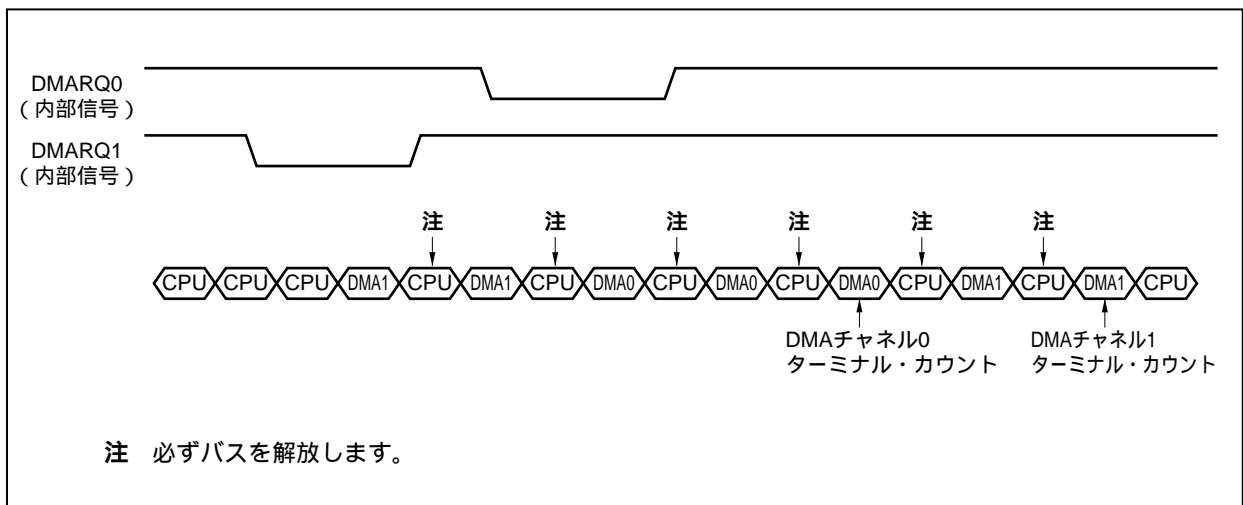 DMARQ0
（内部信号）
DMARQ1
（内部信号）
注 注 注 注 注 注
CPU CPU CPU DMA1 CPU DMA1 CPU DMA0 CPU DMA0 CPU DMA0 CPU DMA1 CPU DMA1 CPU
DMAチャネル0 DMAチャネル1
ターミナル・カウント ターミナル・カウント
注 必ずバスを解放します。